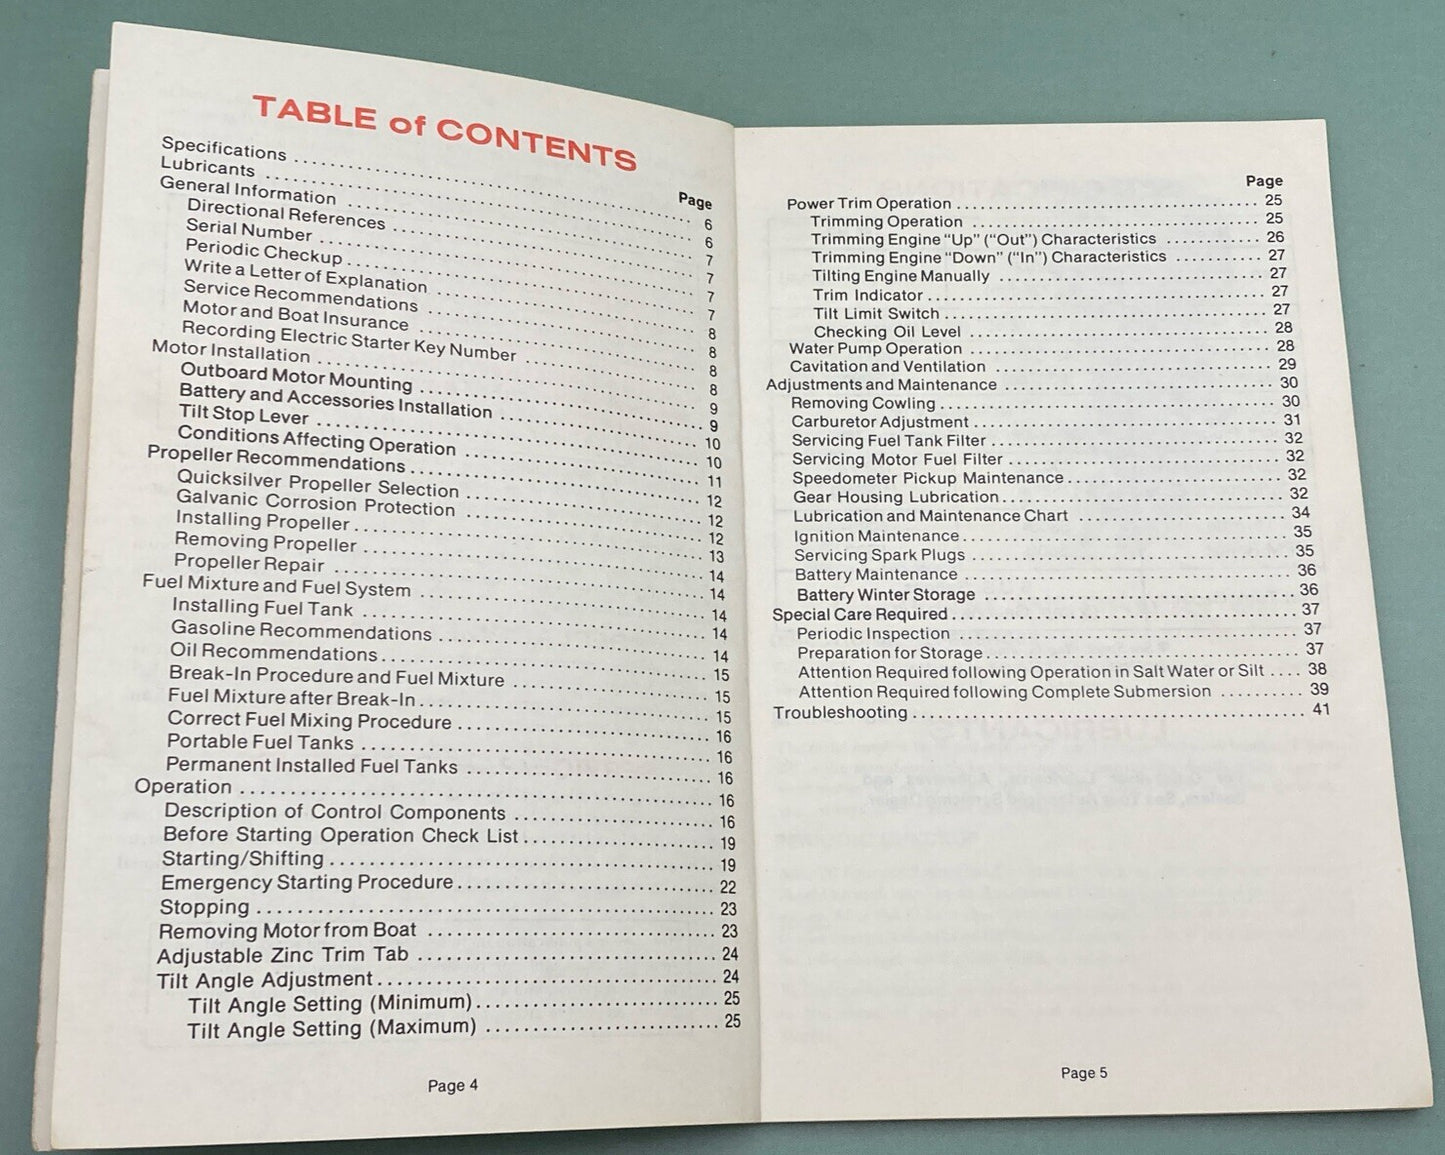 TABLE of CONTENTS
Page
Specifications ........ 6
Lubricants ........ 6
General Information ........ 7
Directional References ........ 7
Serial Number ........ 7
Periodic Checkup ........ 7
Write a Letter of Explanation ........ 8
Service Recommendations ........ 8
Motor and Boat Insurance ........ 8
Recording Electric Starter Key Number ........ 8
Motor Installation ........ 9
Outboard Motor Mounting ........ 9
Battery and Accessories Installation ........ 10
Tilt Stop Lever ........ 10
Conditions Affecting Operation ........ 11
Propeller Recommendations ........ 12
Quicksilver Propeller Selection ........ 12
Galvanic Corrosion Protection ........ 12
Installing Propeller ........ 13
Removing Propeller ........ 14
Propeller Repair ........ 14
Fuel Mixture and Fuel System ........ 14
Installing Fuel Tank ........ 14
Gasoline Recommendations ........ 14
Oil Recommendations ........ 15
Break-In Procedure and Fuel Mixture ........ 15
Fuel Mixture after Break-In ........ 15
Correct Fuel Mixing Procedure ........ 16
Portable Fuel Tanks ........ 16
Permanent Installed Fuel Tanks ........ 16
Operation ........ 16
Description of Control Components ........ 16
Before Starting Operation Check List ........ 19
Starting/Shifting ........ 19
Emergency Starting Procedure ........ 22
Stopping ........ 23
Removing Motor from Boat ........ 23
Adjustable Zinc Trim Tab ........ 24
Tilt Angle Adjustment ........ 24
Tilt Angle Setting (Minimum) ........ 25
Tilt Angle Setting (Maximum) ........ 25
Page 4
Page
Power Trim Operation ........ 25
Trimming Operation ........ 25
Trimming Engine “Up” (“Out”) Characteristics ........ 26
Trimming Engine “Down” (“In”) Characteristics ........ 27
Tilting Engine Manually ........ 27
Trim Indicator ........ 27
Tilt Limit Switch ........ 27
Checking Oil Level ........ 28
Water Pump Operation ........ 28
Cavitation and Ventilation ........ 29
Adjustments and Maintenance ........ 30
Removing Cowling ........ 30
Carburetor Adjustment ........ 31
Servicing Fuel Tank Filter ........ 32
Servicing Motor Fuel Filter ........ 32
Speedometer Pickup Maintenance ........ 32
Gear Housing Lubrication ........ 32
Lubrication and Maintenance Chart ........ 34
Ignition Maintenance ........ 35
Servicing Spark Plugs ........ 35
Battery Maintenance ........ 36
Battery Winter Storage ........ 36
Special Care Required ........ 37
Periodic Inspection ........ 37
Preparation for Storage ........ 37
Attention Required following Operation in Salt Water or Silt .... 38
Attention Required following Complete Submersion ........ 39
Troubleshooting ........ 41
Page 5